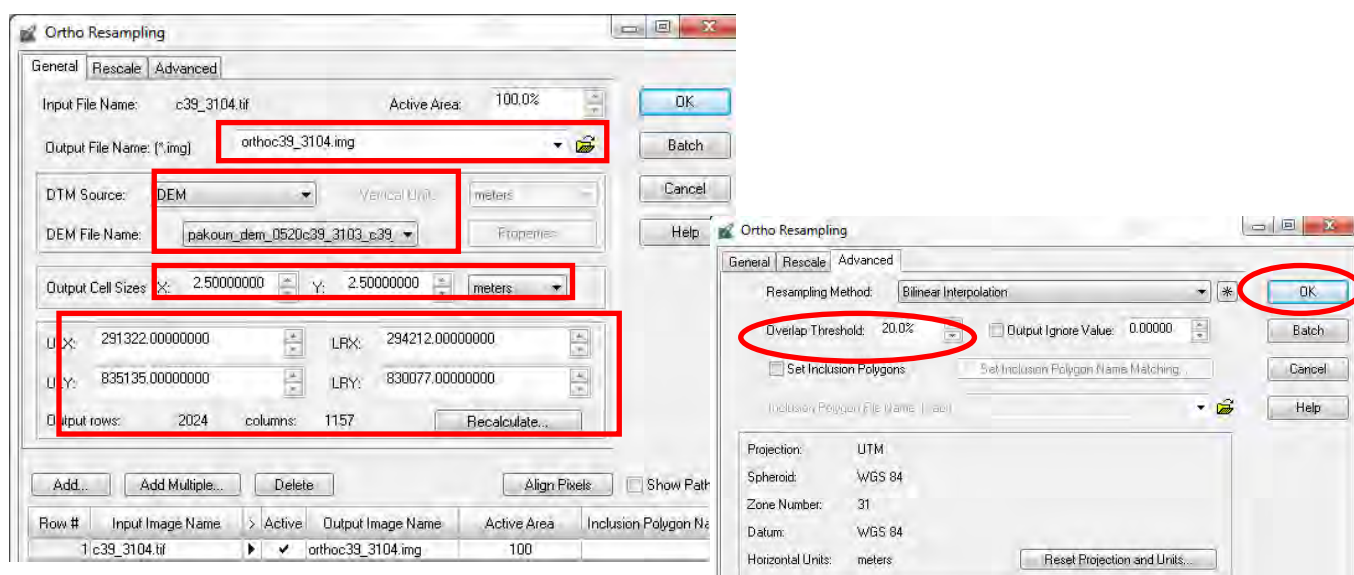 Ortho Resampling
General Rescale Advanced
Input File Name: c39_3104.tif Active Area: 100.0% OK
Output File Name: (*.img) orthoc39_3104.img Batch
DTM Source: DEM Vertical Units: meters Cancel
DEM File Name: pakoun_dem_0520c39_3103_c39_ Properties Help
Output Cell Sizes X: 2.50000000 Y: 2.50000000 meters
ULX: 291322.00000000 LRX: 294212.00000000
ULY: 835135.00000000 LRY: 830077.00000000
Output rows: 2024 columns: 1157 Recalculate...
Add... Add Multiple... Delete Align Pixels Show Path
Row # Input Image Name > Active Output Image Name Active Area Inclusion Polygon Na
1 c39_3104.tif orthoc39_3104.img 100
Ortho Resampling
General Rescale Advanced
Resampling Method: Bilinear Interpolation OK
Overlap Threshold: 20.0% Output Ignore Value: 0.00000 Batch
Set Inclusion Polygons Set Inclusion Polygon Name Matching... Cancel
Inclusion Polygon File Name Help
Projection: UTM
Spheroid: WGS 84
Zone Number: 31
Datum: WGS 84
Horizontal Units: meters Reset Projection and Units...